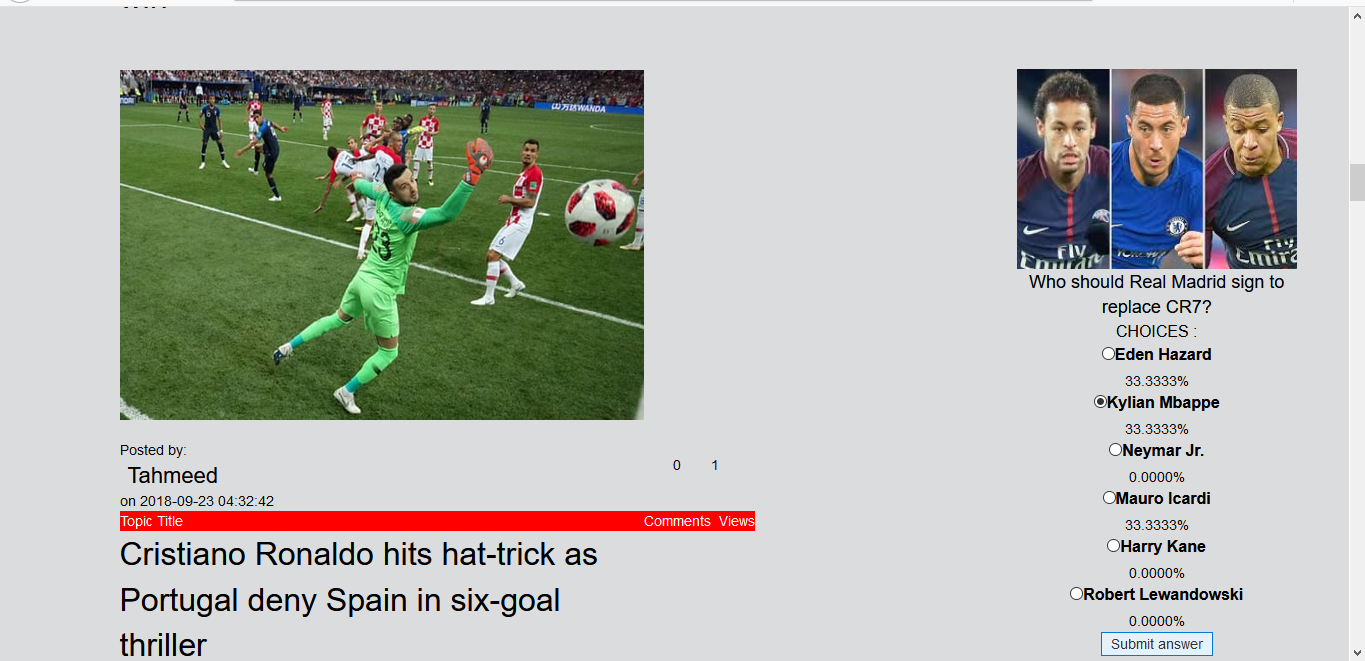 WANDA
Posted by:
Tahmeed
on 2018-09-23 04:32:42
0 1
Topic Title Comments Views
Cristiano Ronaldo hits hat-trick as
Portugal deny Spain in six-goal
thriller
Who should Real Madrid sign to
replace CR7?
CHOICES :
Eden Hazard
33.3333%
Kylian Mbappe
33.3333%
Neymar Jr.
0.0000%
Mauro Icardi
33.3333%
Harry Kane
0.0000%
Robert Lewandowski
0.0000%
Submit answer